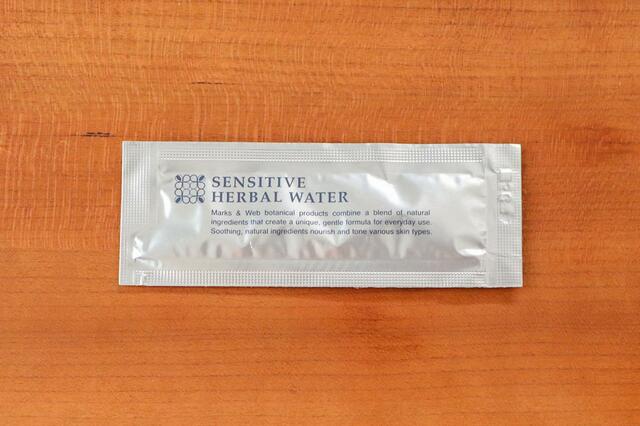 SENSITIVE
HERBAL WATER
Marks & Web botanical products combine a blend of natural
ingredients that create a unique, gentle formula for everyday use.
Soothing, natural ingredients nourish and tone various skin types.